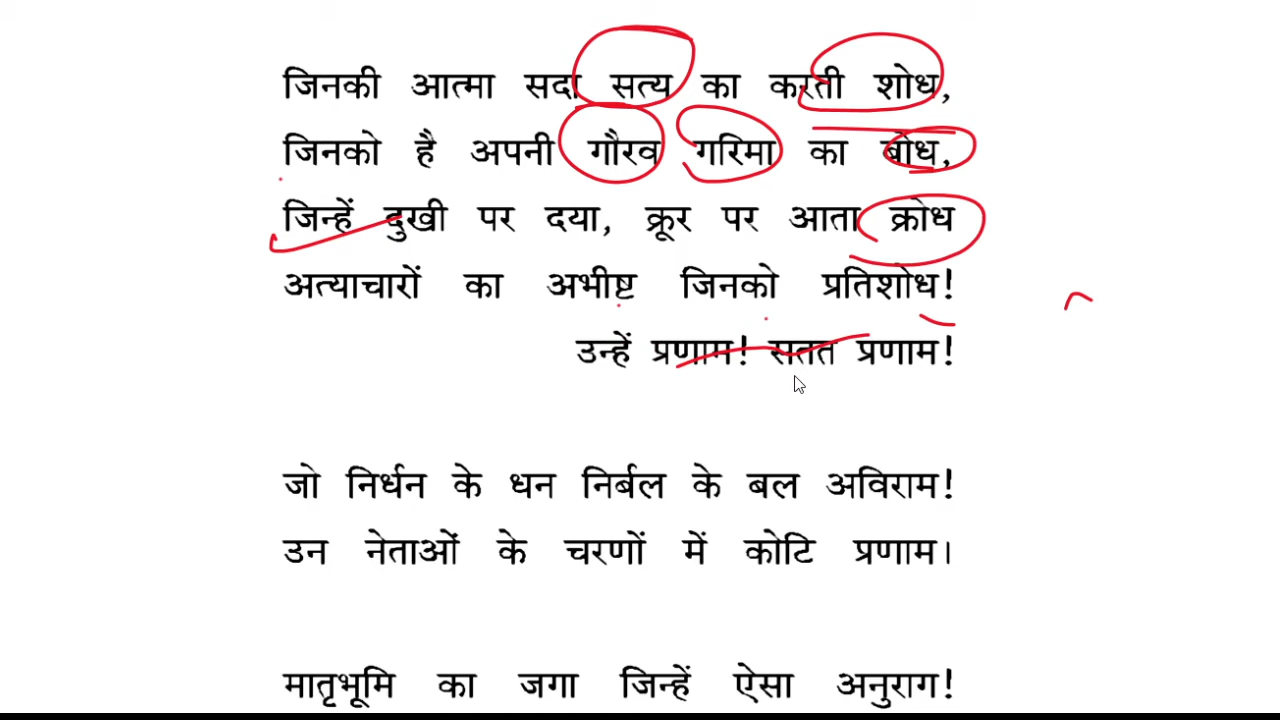 जिनकी आत्मा सदा सत्य का करती शोध,
जिनको है अपनी गौरव गरिमा का बोध,
जिन्हें दुखी पर दया, क्रूर पर आता क्रोध
अत्याचारों का अभीष्ट जिनको प्रतिशोध!
उन्हें प्रणाम! सतत प्रणाम!
जो निर्धन के धन निर्बल के बल अविराम!
उन नेताओं के चरणों में कोटि प्रणाम।
मातृभूमि का जगा जिन्हें ऐसा अनुराग!